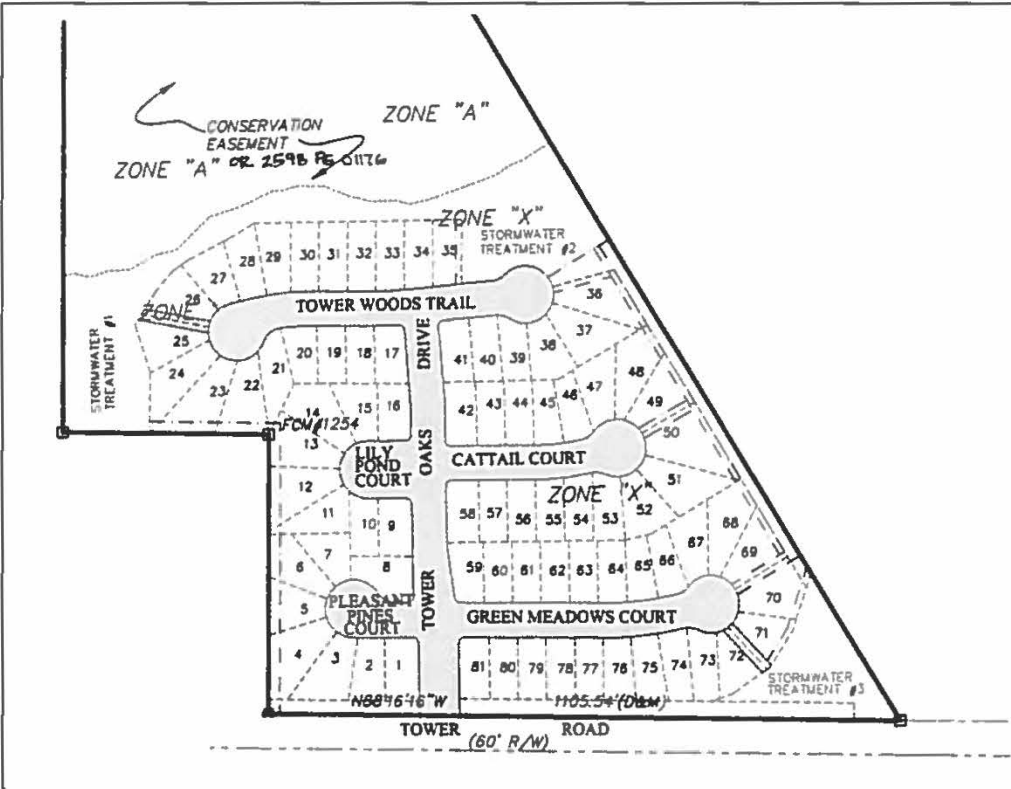 ZONE "A"
CONSERVATION
EASEMENT
ZONE "A" OR 2598 PG 01176
ZONE "X"
STORMWATER
TREATMENT #2
28 29 30 31 32 33 34 35
27
26
36
ZONE
TOWER WOODS TRAIL
25
37
STORMWATER
TREATMENT #1
24
23 22 21 20 19 18 17
DRIVE
41 40 39 38
48
47
46
49
14 15 16
42 43 44 45
FCM#1254
13
50
LILY
POND
COURT
OAKS
CATTAIL COURT
12
51
ZONE "X"
52
11
10 9
58 57 56 55 54 53
68
67
69
7
8
6
59 60 61 62 63 64 65 66
70
5
PLEASANT
PINES
COURT
TOWER
GREEN MEADOWS COURT
71
72
4 3 2 1
81 80 79 78 77 76 75 74 73
STORMWATER
TREATMENT #3
N88°16'16"W 1105.54'(D&M)
TOWER ROAD
(60' R/W)